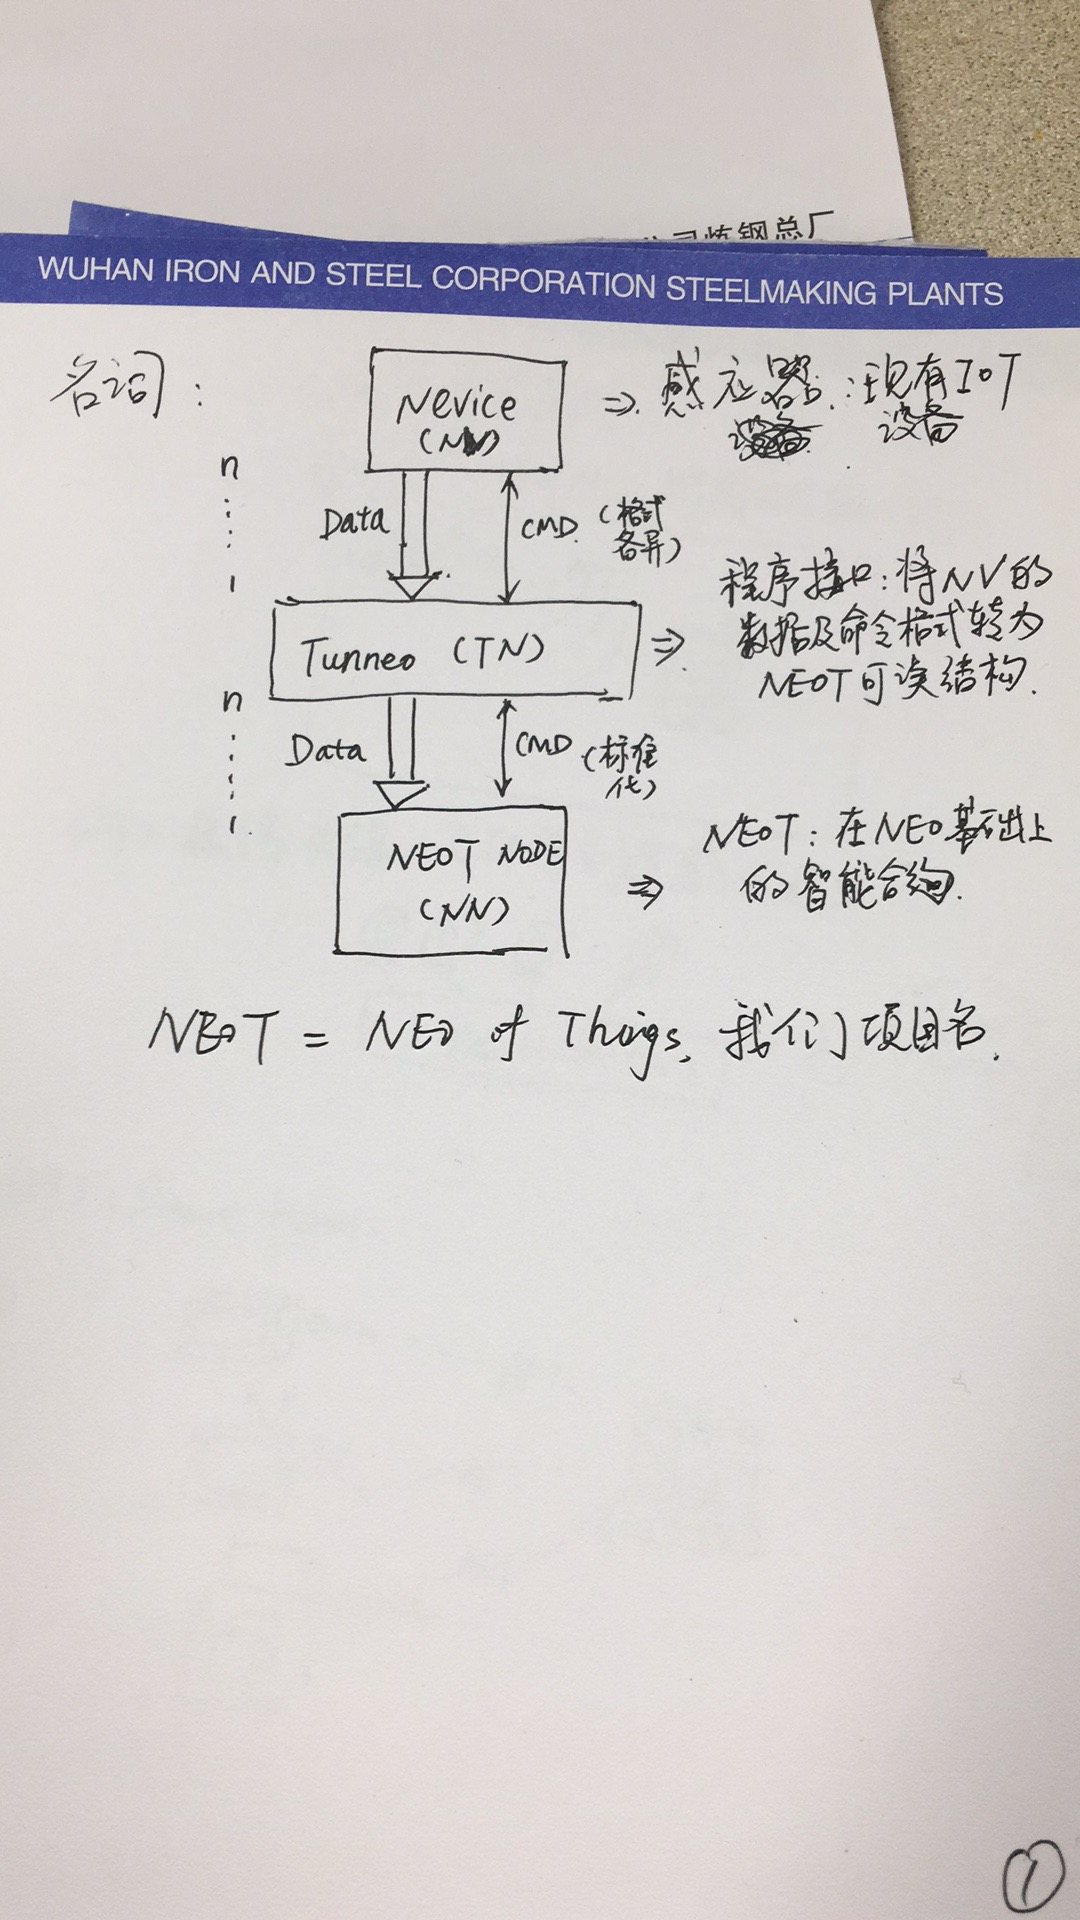 炼钢总厂
WUHAN IRON AND STEEL CORPORATION STEELMAKING PLANTS
名词:
Nevice
⇒ 感应器:现有IoT
设备
n
Data
CMD
(格式
各异)
1
Tunneo (TN)
⇒ 程序接口:将NV的
数据及命令格式转为
NEOT可读结构.
n
Data
CMD
(标准
化)
1.
NEOT NODE
(NN)
⇒ NEOT:在NEO基础上
的智能合约.
NEOT = NEO of Things. 我们项目名.
1